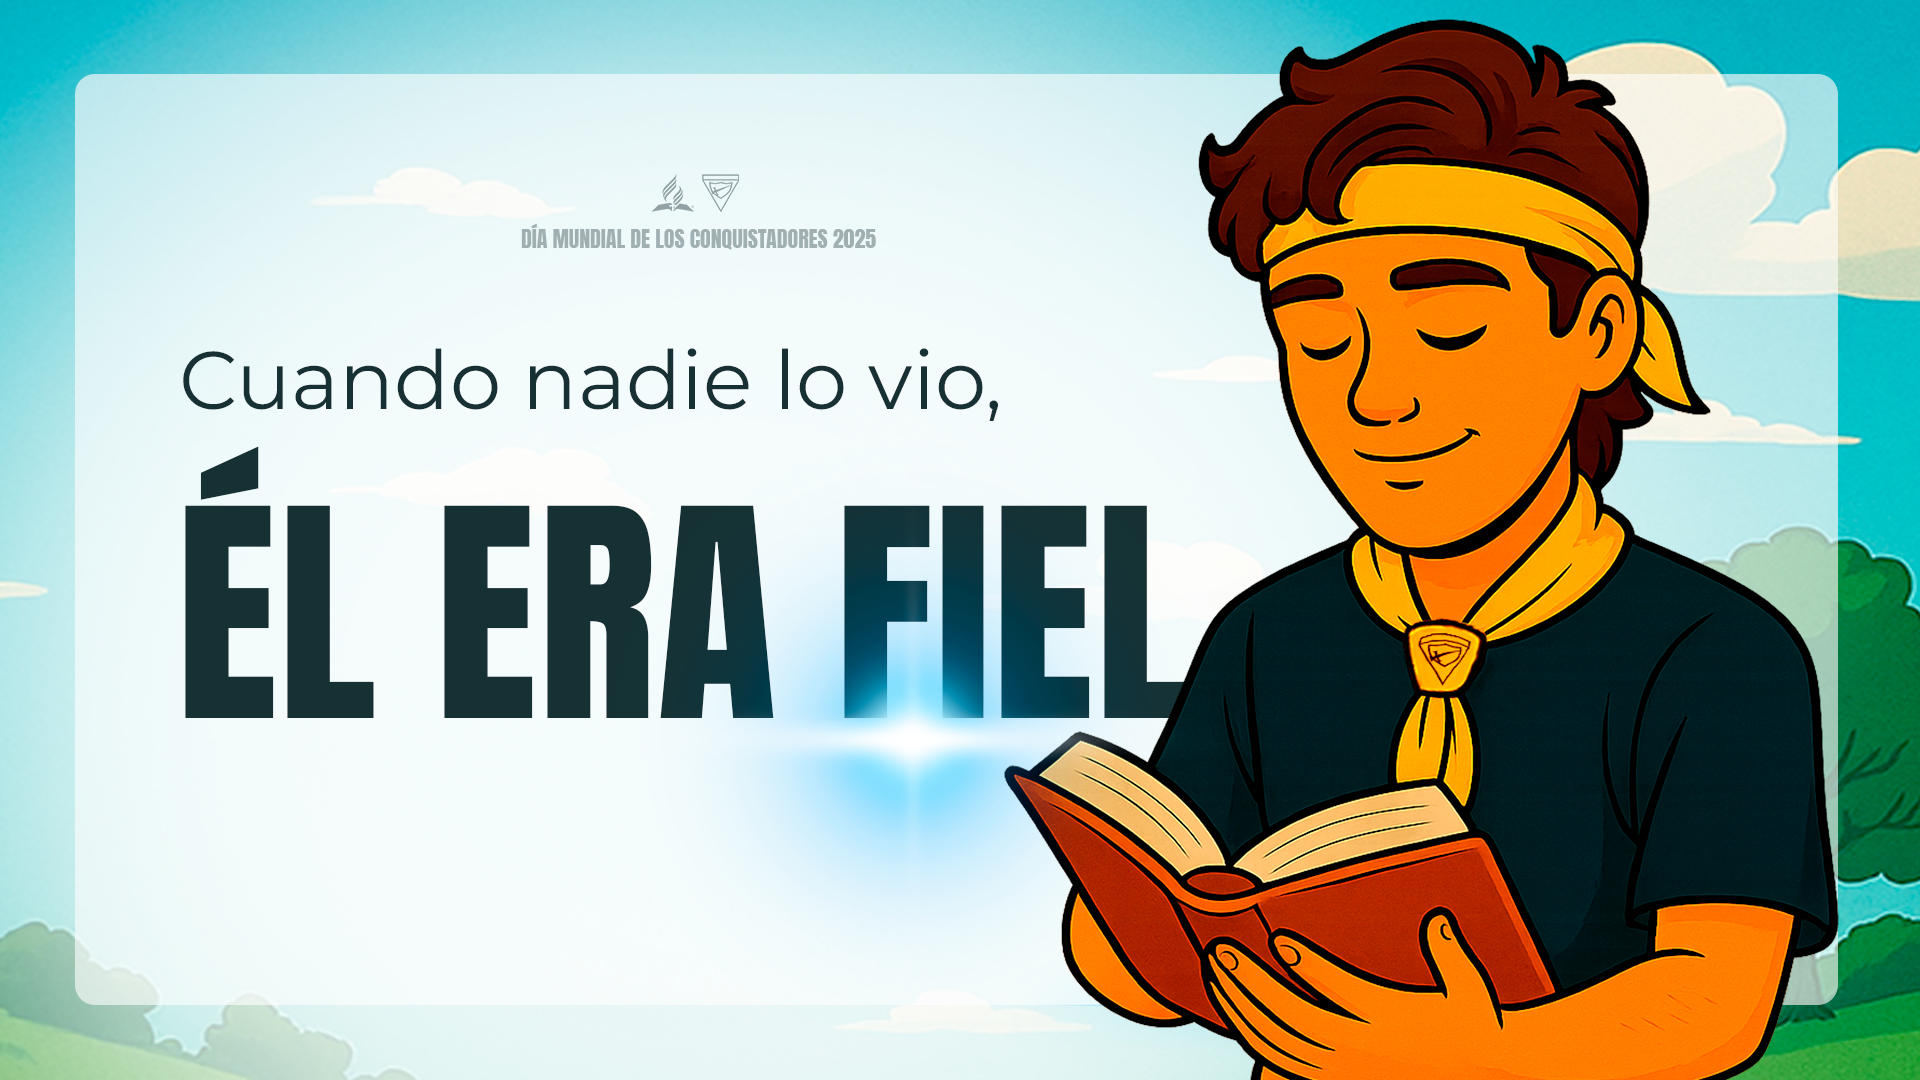 DÍA MUNDIAL DE LOS CONQUISTADORES 2025
Cuando nadie lo vio,
ÉL ERA FIEL